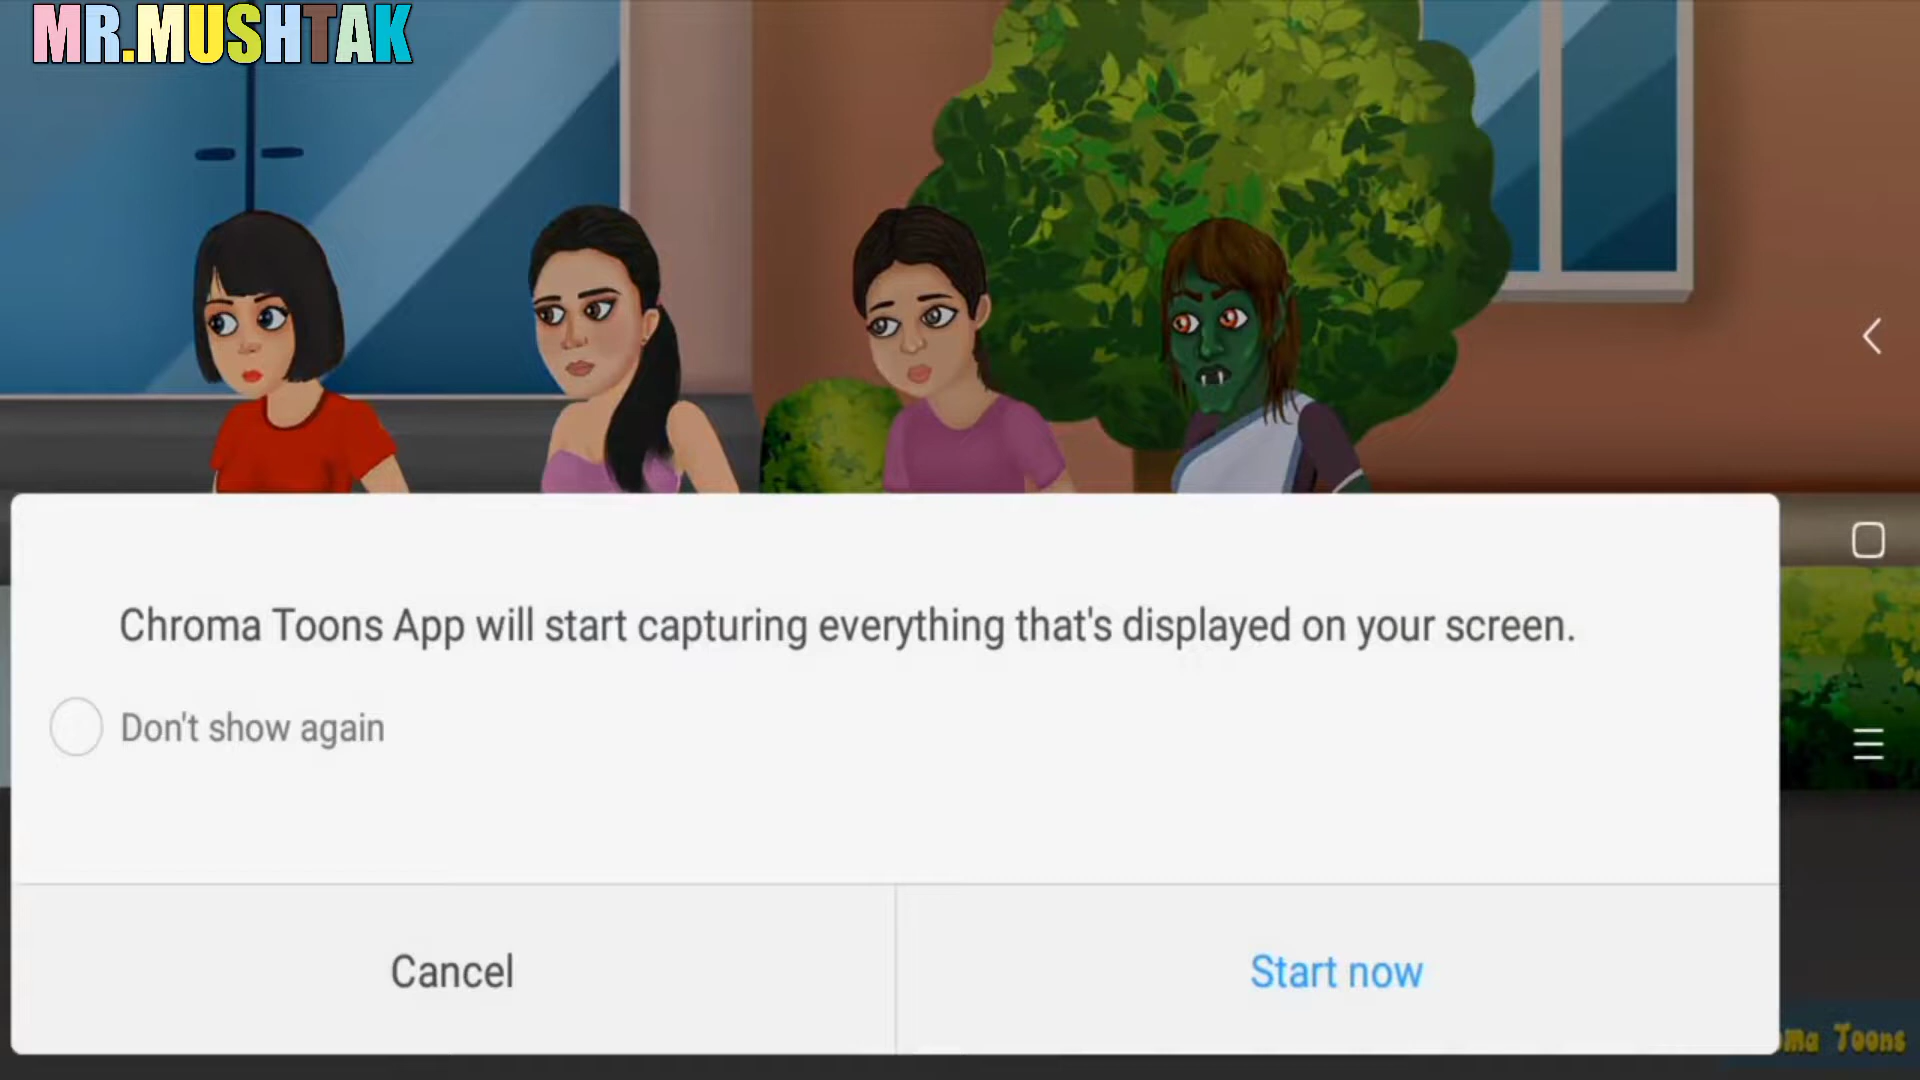 MR.MUSHTAK
Chroma Toons App will start capturing everything that's displayed on your screen.
Don't show again
Cancel
Start now
Toons